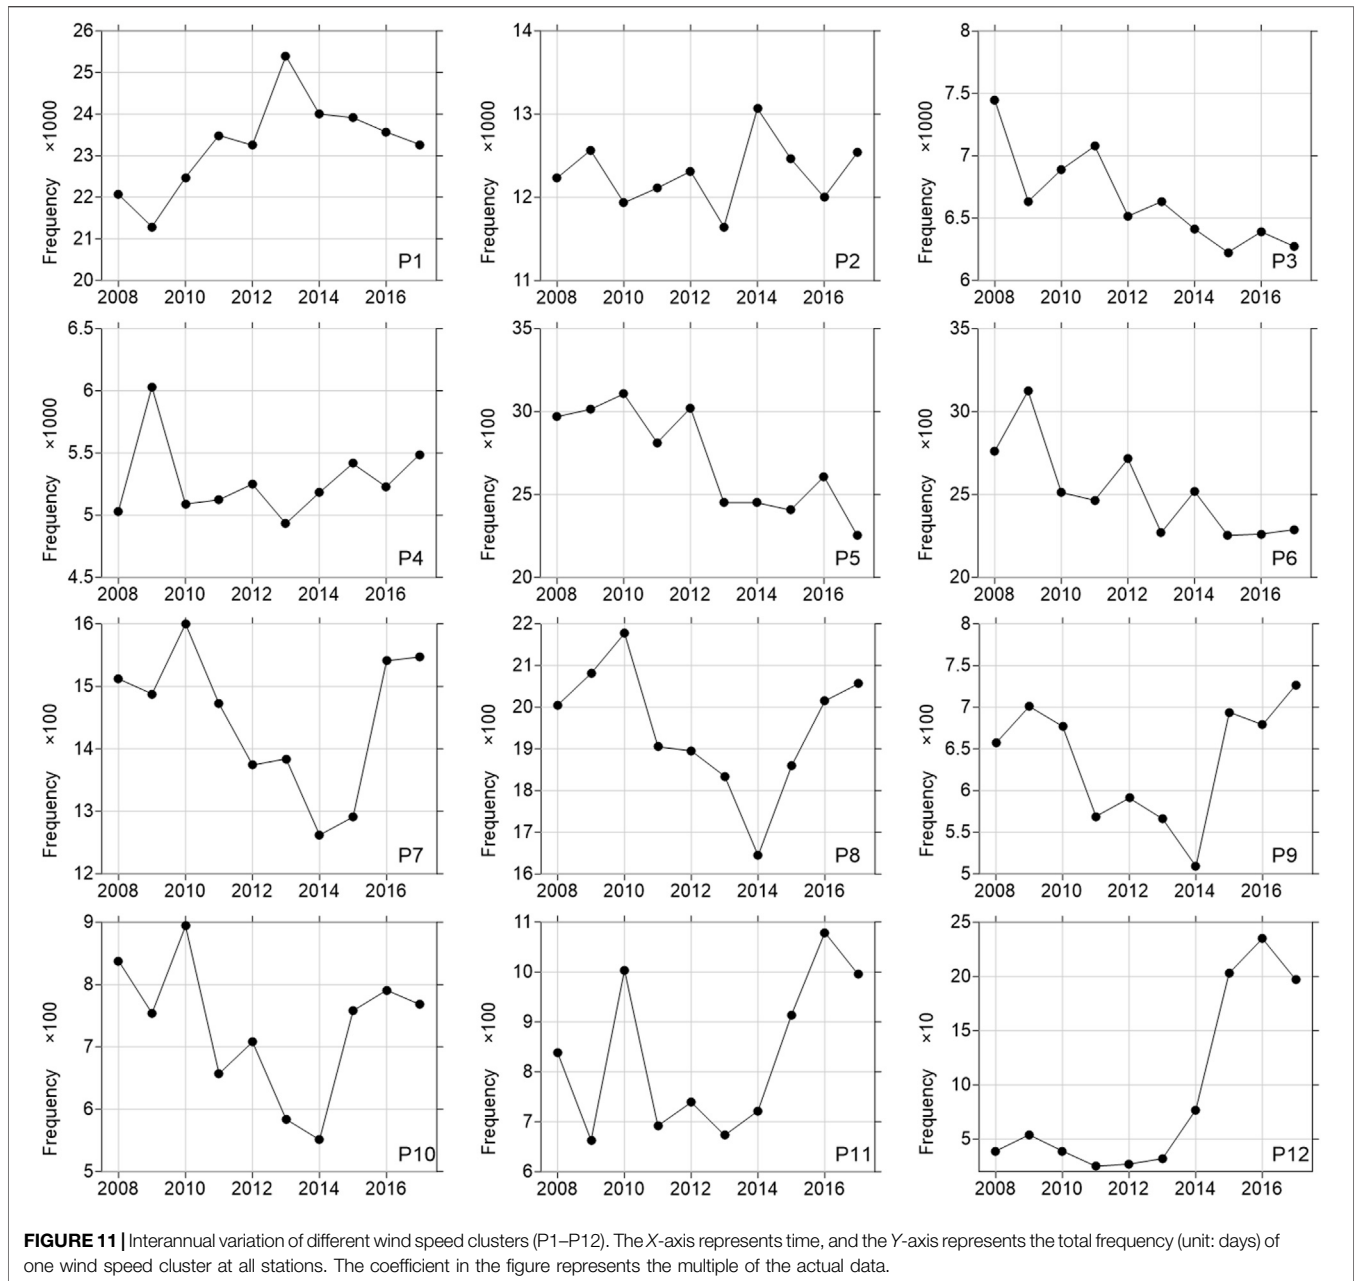 26
25
24
23
22
21
20
Frequency ×1000
P1
2008 2010 2012 2014 2016
14
13
12
11
Frequency ×1000
P2
2008 2010 2012 2014 2016
8
7.5
7
6.5
6
Frequency ×1000
P3
2008 2010 2012 2014 2016
6.5
6
5.5
5
4.5
Frequency ×1000
P4
2008 2010 2012 2014 2016
35
30
25
20
Frequency ×100
P5
2008 2010 2012 2014 2016
35
30
25
20
Frequency ×100
P6
2008 2010 2012 2014 2016
16
15
14
13
12
Frequency ×100
P7
2008 2010 2012 2014 2016
22
21
20
19
18
17
16
Frequency ×100
P8
2008 2010 2012 2014 2016
8
7.5
7
6.5
6
5.5
5
Frequency ×100
P9
2008 2010 2012 2014 2016
9
8
7
6
5
Frequency ×100
P10
2008 2010 2012 2014 2016
11
10
9
8
7
6
Frequency ×100
P11
2008 2010 2012 2014 2016
25
20
15
10
5
Frequency ×10
P12
2008 2010 2012 2014 2016
FIGURE 11 | Interannual variation of different wind speed clusters (P1–P12). The X-axis represents time, and the Y-axis represents the total frequency (unit: days) of
one wind speed cluster at all stations. The coefficient in the figure represents the multiple of the actual data.